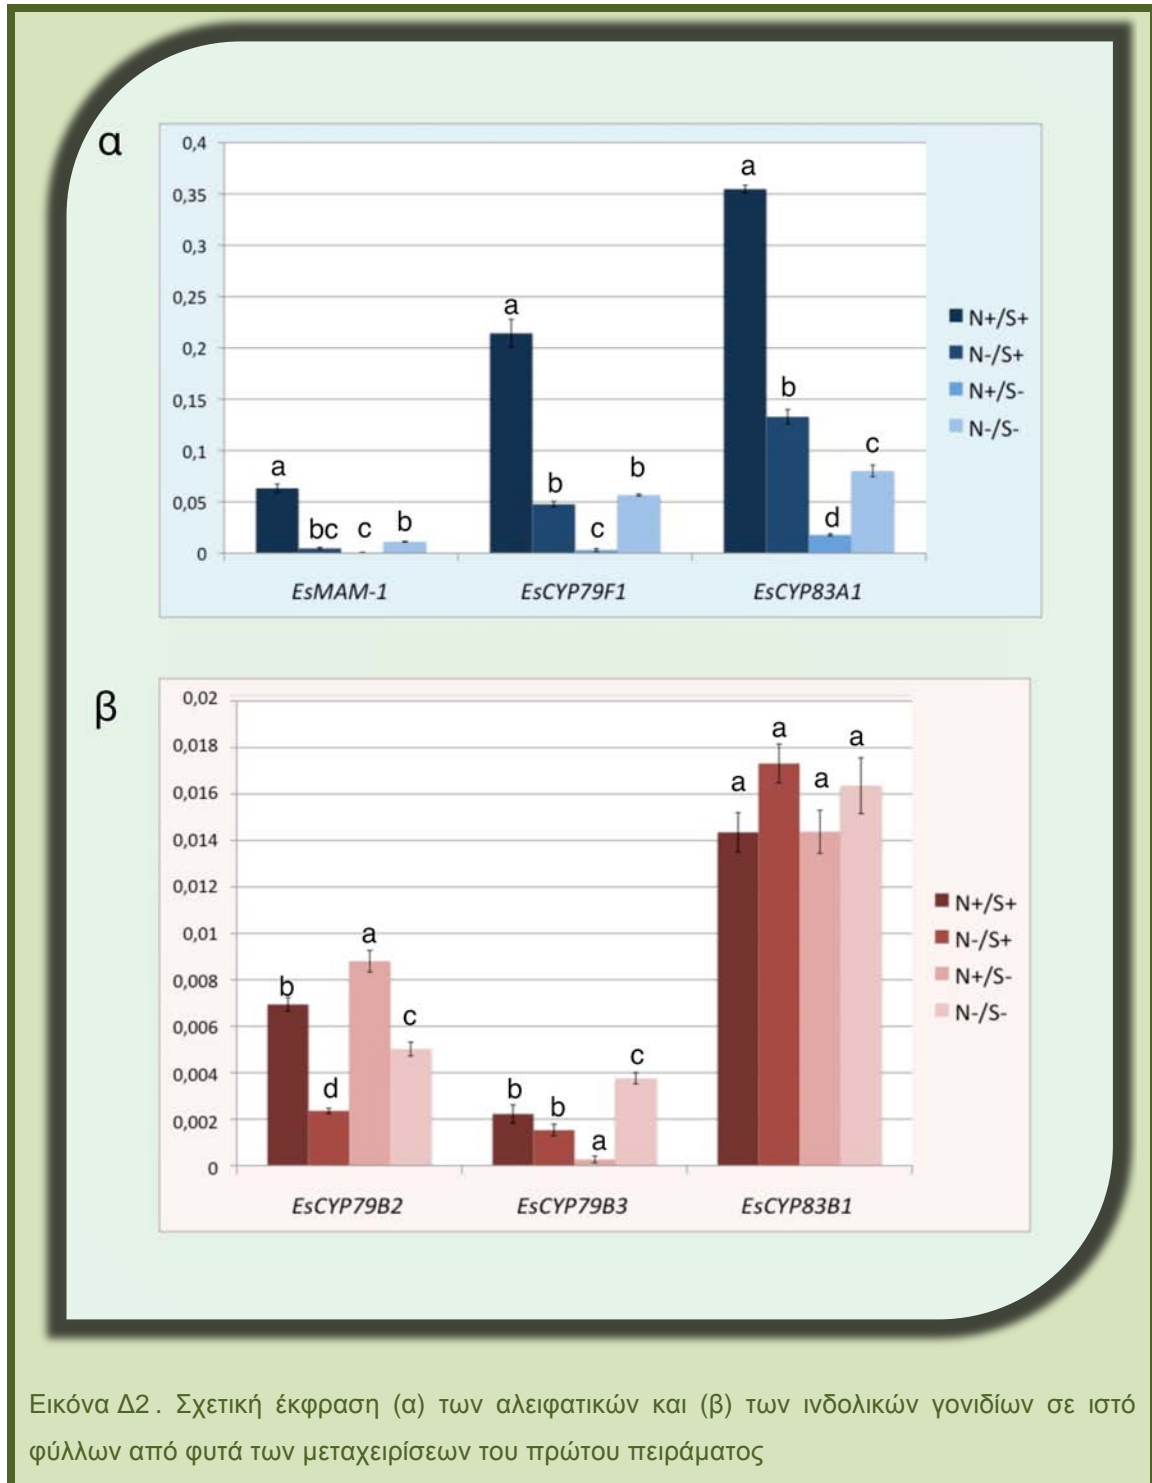 α
0,4
0,35
0,3
0,25
0,2
0,15
0,1
0,05
0
a
bc
c
b
a
b
c
b
a
b
d
c
EsMAM-1 EsCYP79F1 EsCYP83A1
N+/S+
N-/S+
N+/S-
N-/S-
β
0,02
0,018
0,016
0,014
0,012
0,01
0,008
0,006
0,004
0,002
0
b
d
a
c
b
b
a
c
a
a
a
a
EsCYP79B2 EsCYP79B3 EsCYP83B1
N+/S+
N-/S+
N+/S-
N-/S-
Εικόνα Δ2 . Σχετική έκφραση (α) των αλειφατικών και (β) των ινδολικών γονιδίων σε ιστό
φύλλων από φυτά των μεταχειρίσεων του πρώτου πειράματος